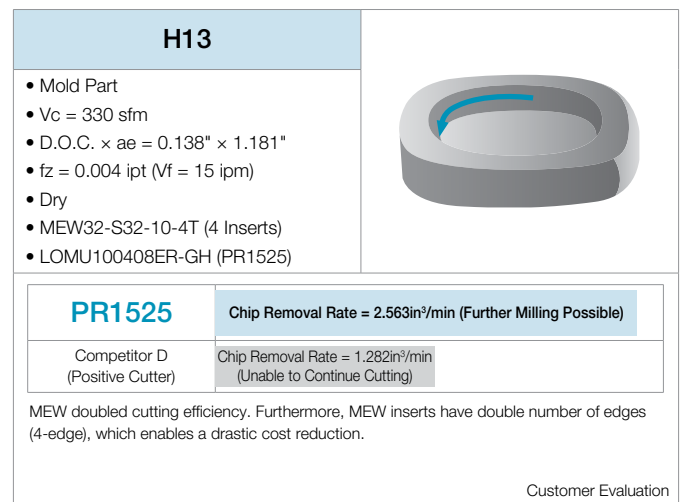 H13
• Mold Part
• Vc = 330 sfm
• D.O.C. × ae = 0.138" × 1.181"
• fz = 0.004 ipt (Vf = 15 ipm)
• Dry
• MEW32-S32-10-4T (4 Inserts)
• LOMU100408ER-GH (PR1525)
PR1525
Chip Removal Rate = 2.563in³/min (Further Milling Possible)
Competitor D
(Positive Cutter)
Chip Removal Rate = 1.282in³/min
(Unable to Continue Cutting)
MEW doubled cutting efficiency. Furthermore, MEW inserts have double number of edges
(4-edge), which enables a drastic cost reduction.
Customer Evaluation